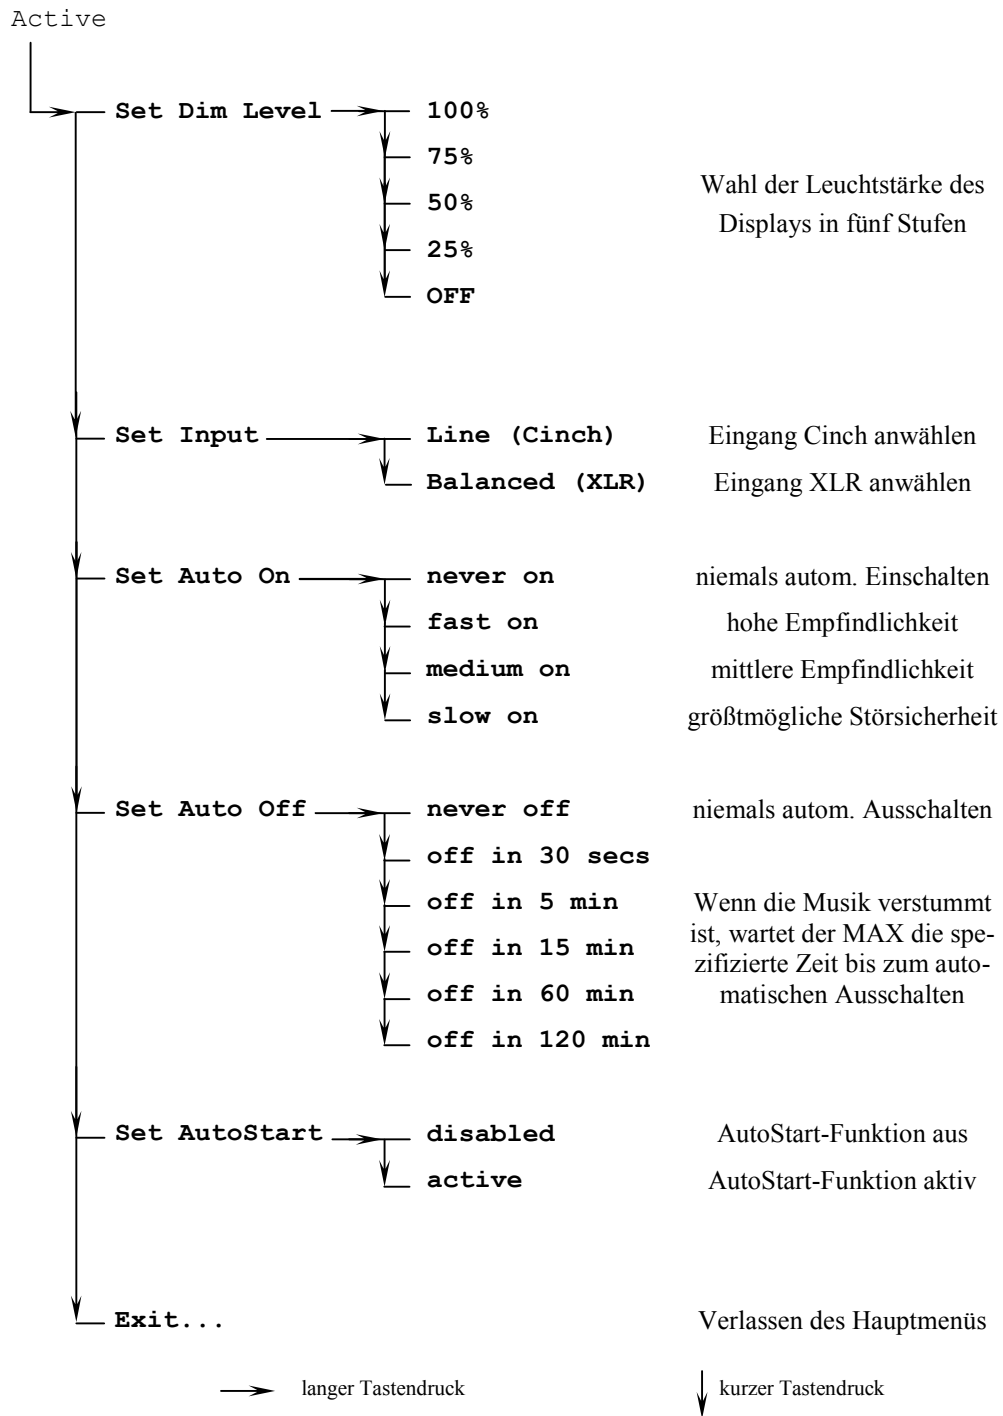 Active
Set Dim Level
100%
75%
50%
25%
OFF
Wahl der Leuchtstärke des
Displays in fünf Stufen
Set Input
Line (Cinch)
Eingang Cinch anwählen
Balanced (XLR)
Eingang XLR anwählen
Set Auto On
never on
niemals autom. Einschalten
fast on
hohe Empfindlichkeit
medium on
mittlere Empfindlichkeit
slow on
größtmögliche Störsicherheit
Set Auto Off
never off
niemals autom. Ausschalten
off in 30 secs
off in 5 min
off in 15 min
off in 60 min
off in 120 min
Wenn die Musik verstummt
ist, wartet der MAX die spe-
zifizierte Zeit bis zum auto-
matischen Ausschalten
Set AutoStart
disabled
AutoStart-Funktion aus
active
AutoStart-Funktion aktiv
Exit...
Verlassen des Hauptmenüs
langer Tastendruck
kurzer Tastendruck